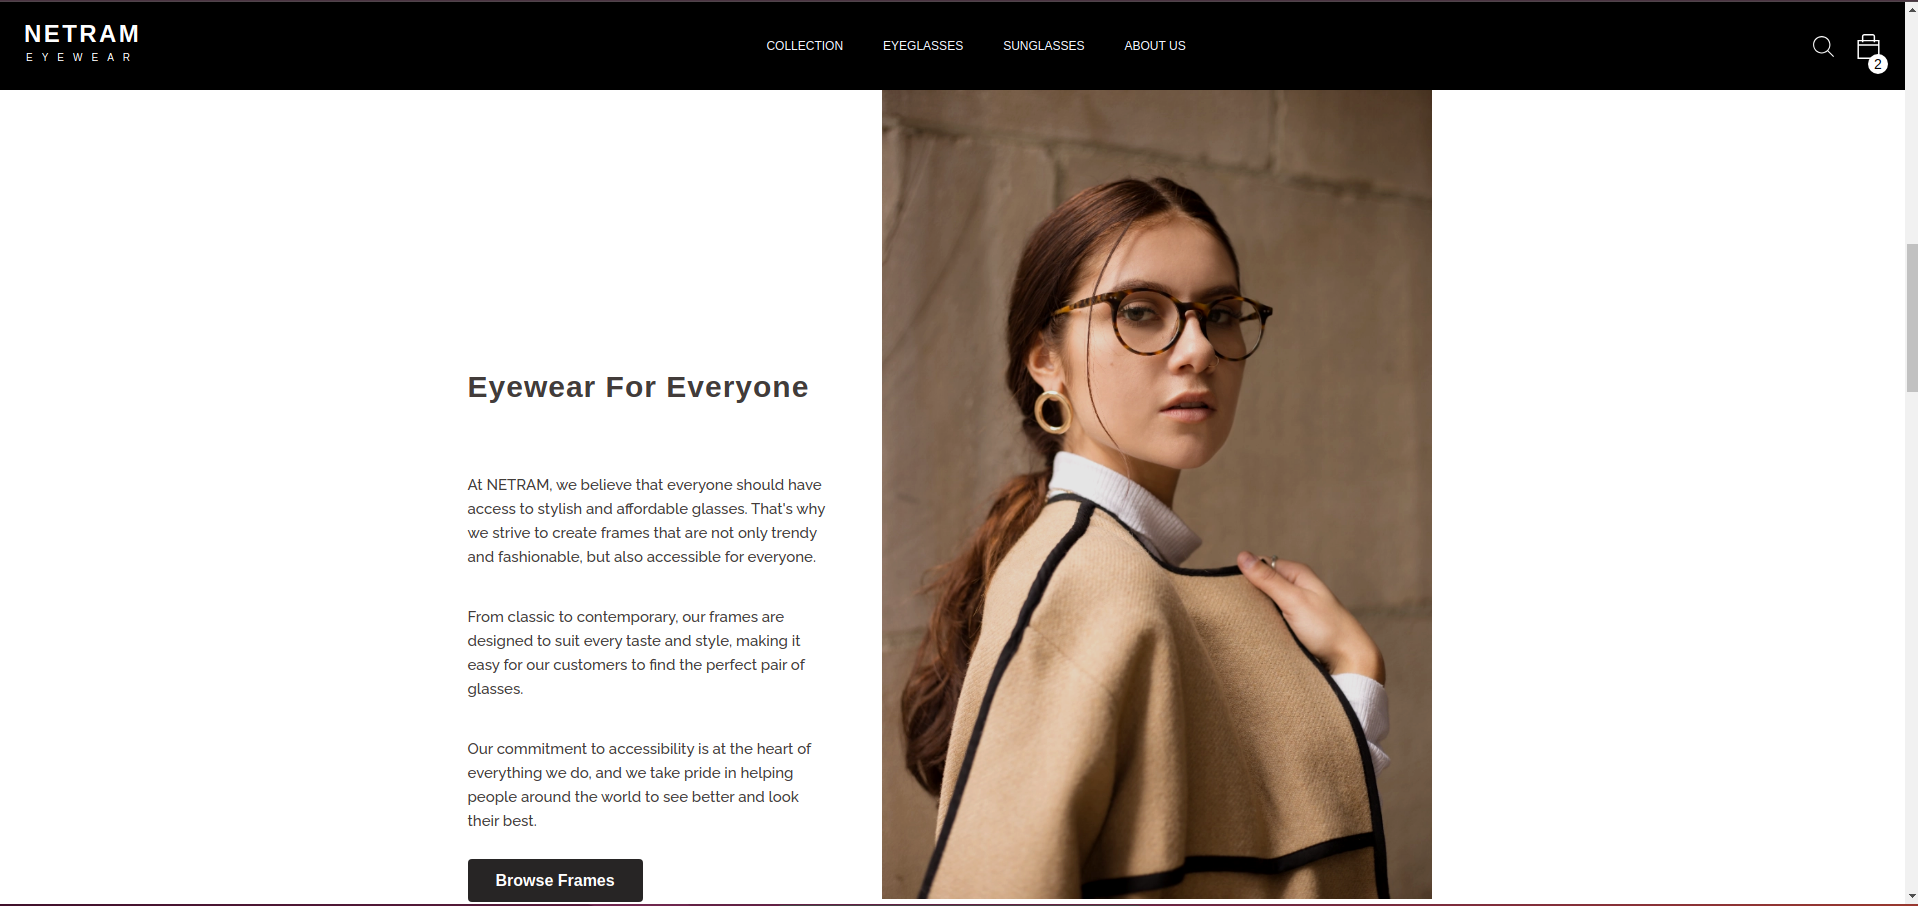 NETRAM
EYEWEAR
COLLECTION
EYEGLASSES
SUNGLASSES
ABOUT US
2
Eyewear For Everyone
At NETRAM, we believe that everyone should have
access to stylish and affordable glasses. That's why
we strive to create frames that are not only trendy
and fashionable, but also accessible for everyone.
From classic to contemporary, our frames are
designed to suit every taste and style, making it
easy for our customers to find the perfect pair of
glasses.
Our commitment to accessibility is at the heart of
everything we do, and we take pride in helping
people around the world to see better and look
their best.
Browse Frames